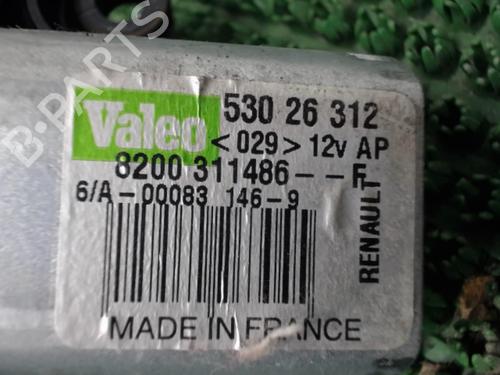 Valeo
530 26 312
<029> 12v AP
8200 311486--F
6/A-00083 146-9
RENAULT
MADE IN FRANCE
B-PARTS